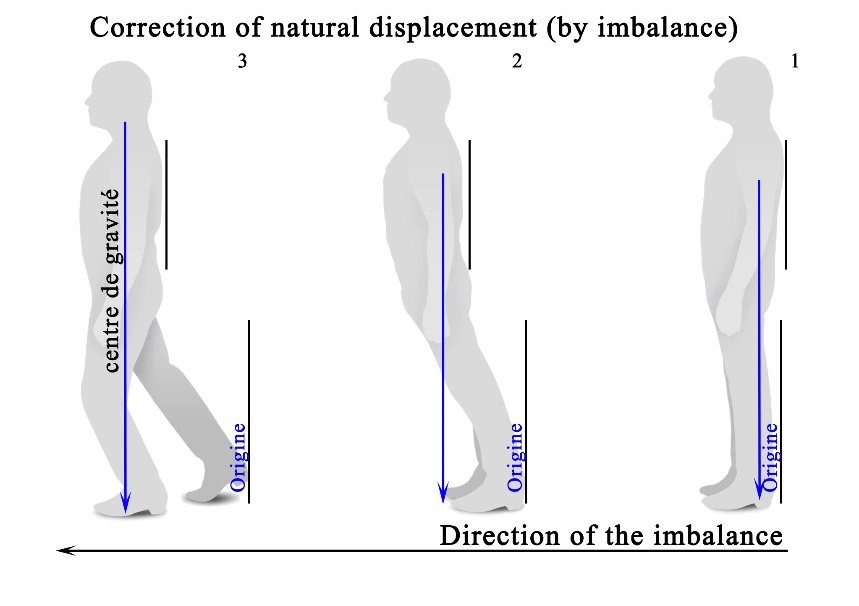 Correction of natural displacement (by imbalance)
3
2
1
centre de gravité
Origine
Origine
Origine
Direction of the imbalance